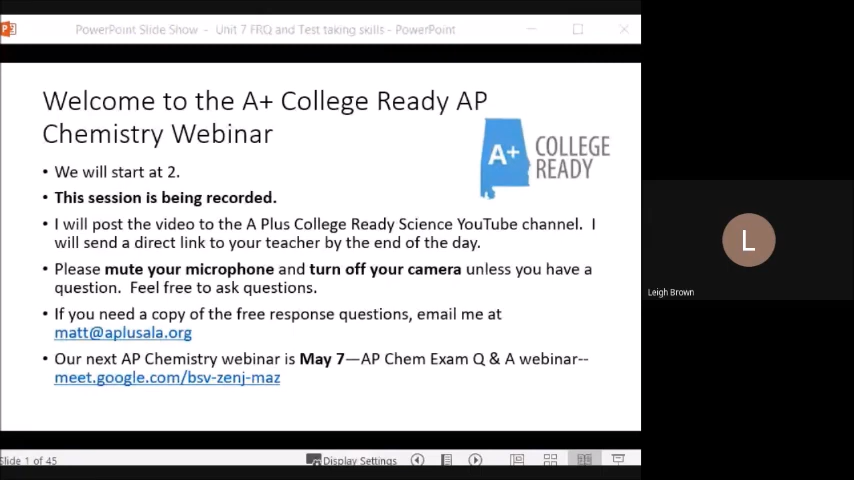 PowerPoint Slide Show - Unit 7 FRQ and Test taking skills - PowerPoint
Welcome to the A+ College Ready AP
Chemistry Webinar
A+ COLLEGE
READY
• We will start at 2.
• This session is being recorded.
• I will post the video to the A Plus College Ready Science YouTube channel. I
will send a direct link to your teacher by the end of the day.
• Please mute your microphone and turn off your camera unless you have a
question. Feel free to ask questions.
• If you need a copy of the free response questions, email me at
matt@aplusala.org
• Our next AP Chemistry webinar is May 7—AP Chem Exam Q & A webinar--
meet.google.com/bsv-zenj-maz
L
Leigh Brown
Slide 1 of 45
Display Settings